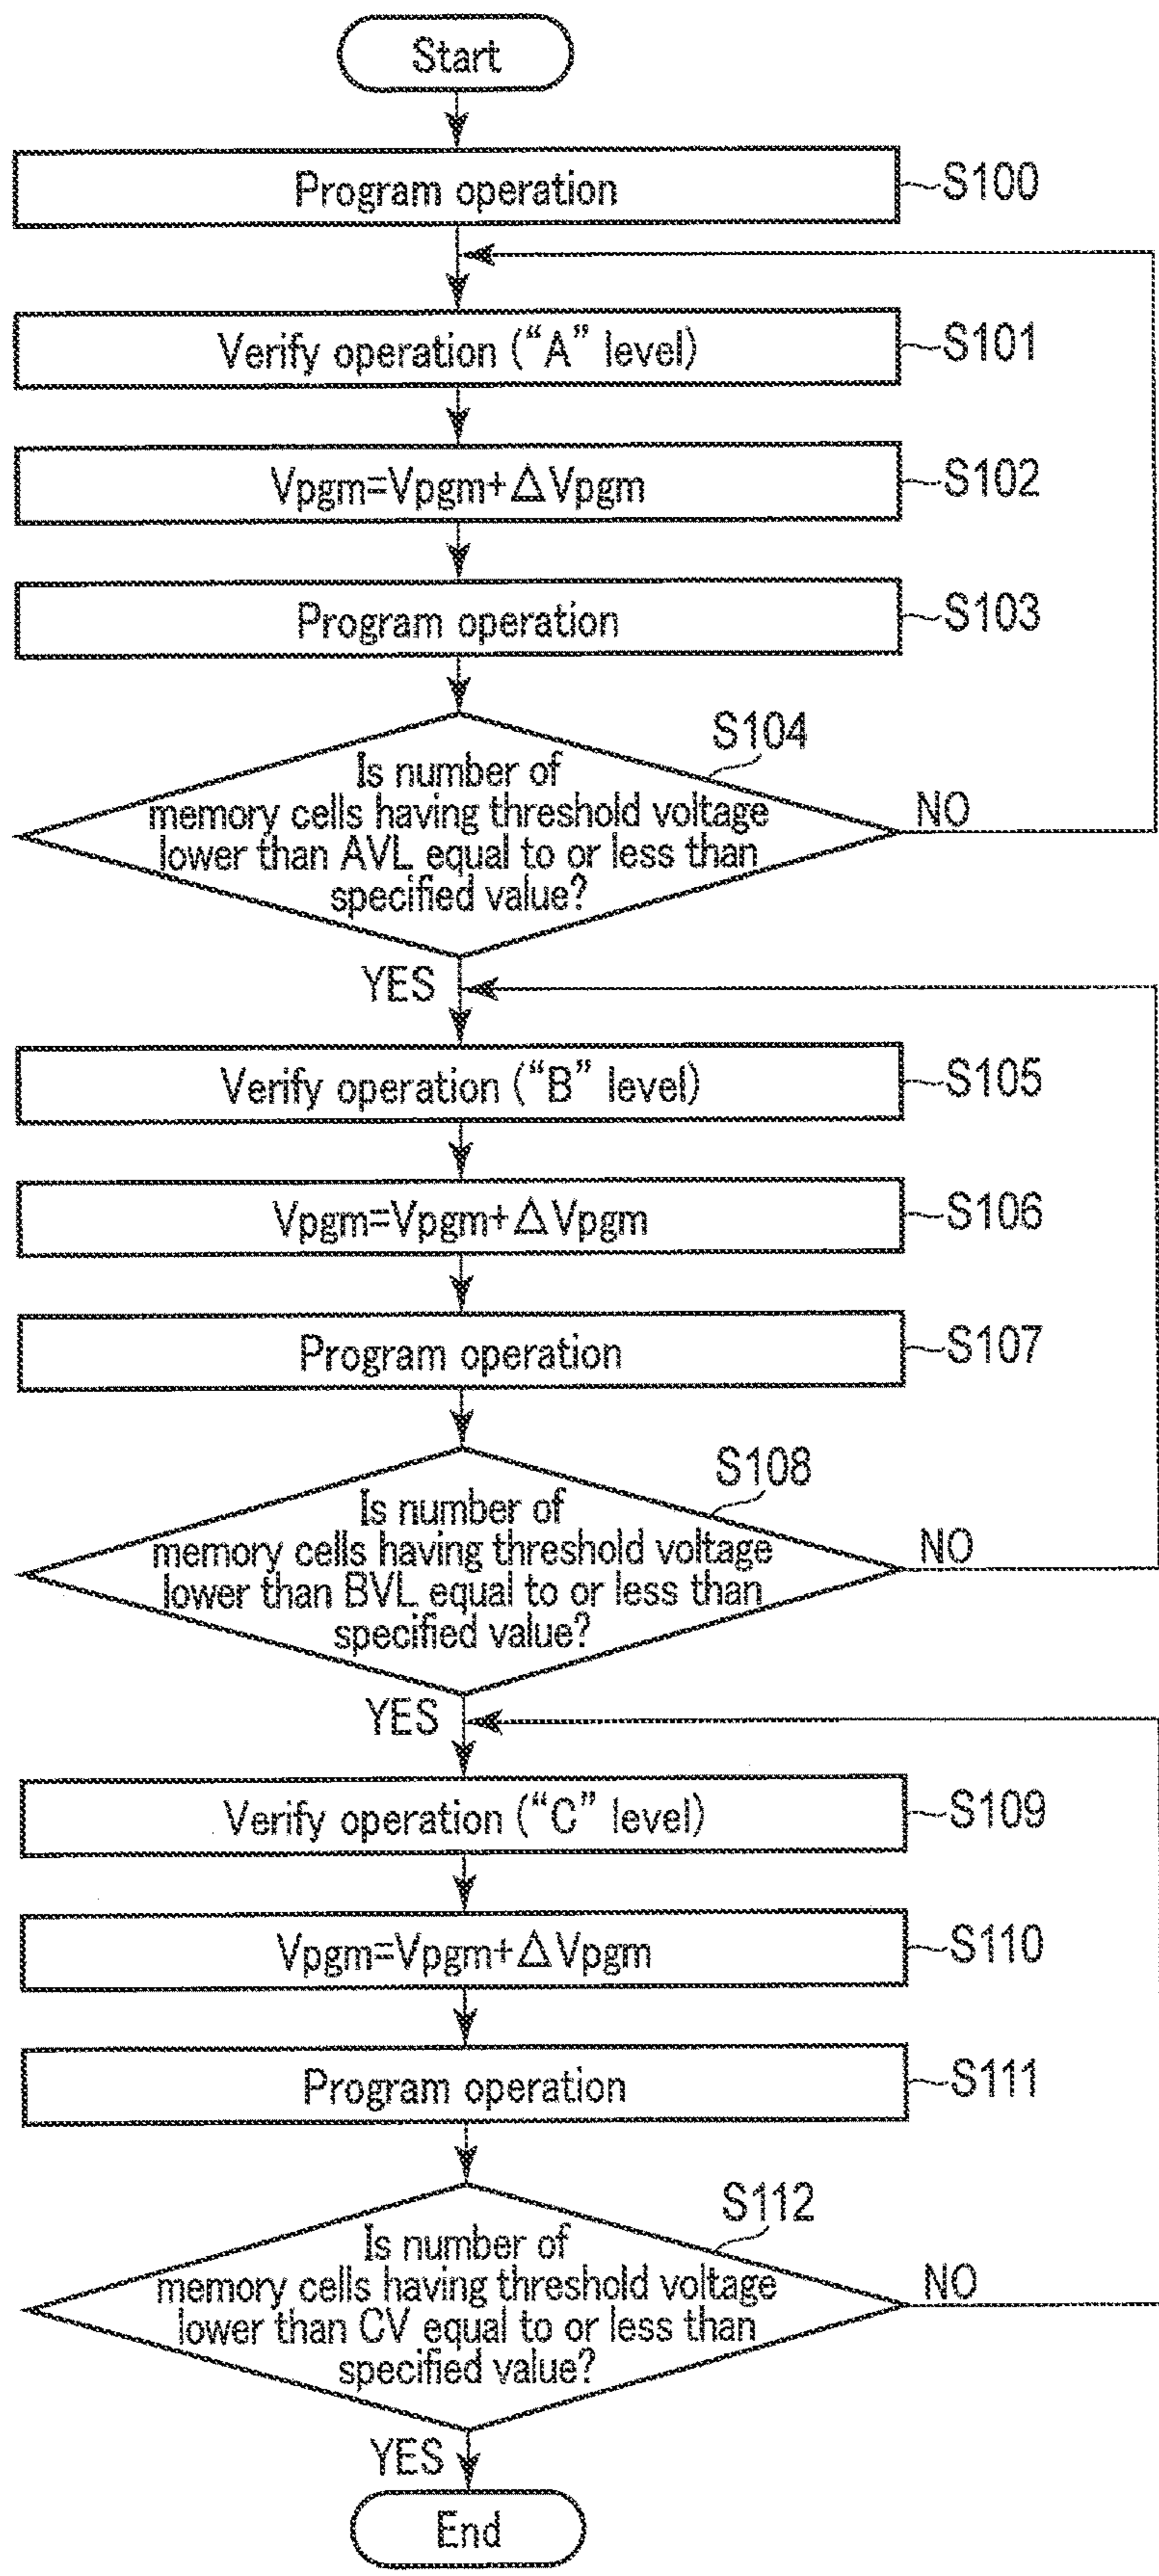 Start
Program operation
S100
Verify operation (“A” level)
S101
Vpgm=Vpgm+△Vpgm
S102
Program operation
S103
S104
Is number of
memory cells having threshold voltage
lower than AVL equal to or less than
specified value?
NO
YES
Verify operation (“B” level)
S105
Vpgm=Vpgm+△Vpgm
S106
Program operation
S107
S108
Is number of
memory cells having threshold voltage
lower than BVL equal to or less than
specified value?
NO
YES
Verify operation (“C” level)
S109
Vpgm=Vpgm+△Vpgm
S110
Program operation
S111
S112
Is number of
memory cells having threshold voltage
lower than CV equal to or less than
specified value?
NO
YES
End